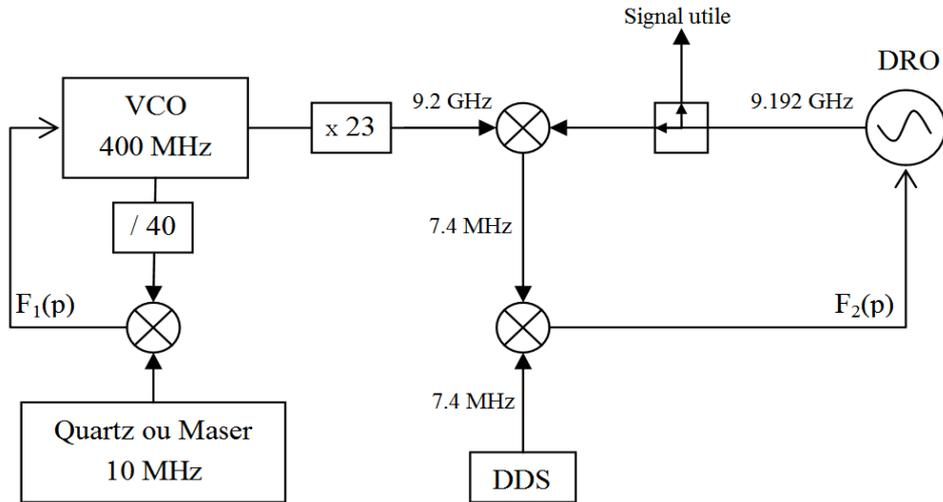 Signal utile
DRO
VCO
400 MHz
x 23
9.2 GHz
9.192 GHz
/ 40
7.4 MHz
F₁(p)
F₂(p)
7.4 MHz
Quartz ou Maser
10 MHz
DDS